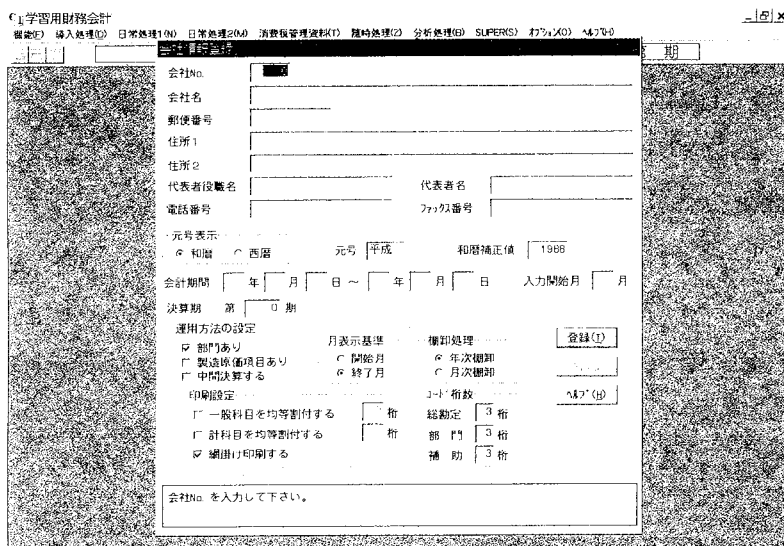 学習用財務会計
機能(F) 導入処理(D) 日常処理1(N) 日常処理2(M) 消費税管理資料(T) 随時処理(Z) 分析処理(B) SUPER(S) オプション(O) ヘルプ(H)
会社情報登録
期
会社No.
会社名
郵便番号
住所1
住所2
代表者役職名 代表者名
電話番号 ファックス番号
元号表示
和暦 西暦 元号 平成 和暦補正値 1988
会計期間 年 月 日 ～ 年 月 日 入力開始月 月
決算期 第 0 期
運用方法の設定 月表示基準 棚卸処理 登録(T)
部門あり 開始月 年次棚卸
製造原価項目あり 終了月 月次棚卸
中間決算する
印刷設定 コード桁数 ヘルプ(H)
一般科目を均等割付する 桁 総勘定 3 桁
計科目を均等割付する 桁 部門 3 桁
網掛け印刷する 補助 3 桁
会社No. を入力して下さい。